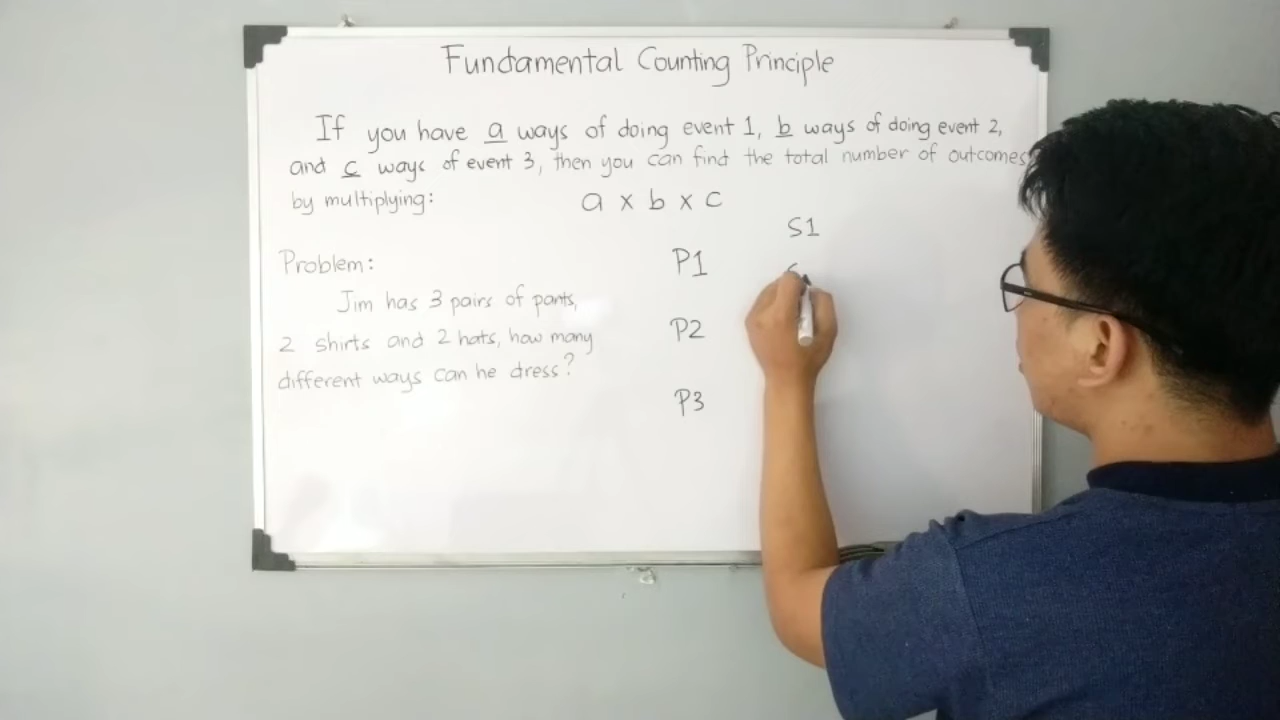 Fundamental Counting Principle
If you have a ways of doing event 1, b ways of doing event 2,
and c ways of event 3, then you can find the total number of outcomes
by multiplying: a x b x c
S1
Problem: P1
Jim has 3 pairs of pants,
2 shirts and 2 hats, how many P2
different ways can he dress?
P3